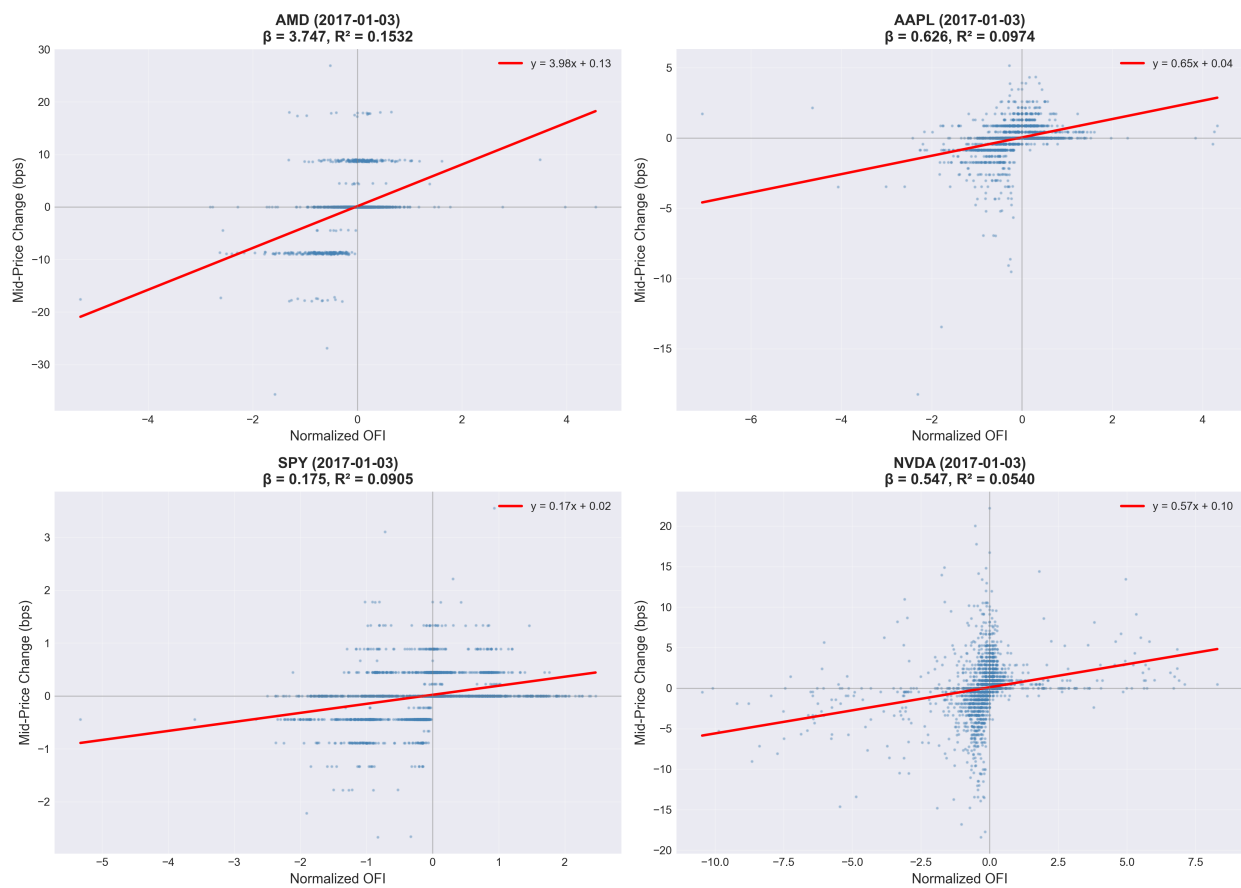 AMD (2017-01-03)
β = 3.747, R² = 0.1532
y = 3.98x + 0.13
30
20
10
0
−10
−20
−30
Mid-Price Change (bps)
−4
−2
0
2
4
Normalized OFI
AAPL (2017-01-03)
β = 0.626, R² = 0.0974
y = 0.65x + 0.04
5
0
−5
−10
−15
Mid-Price Change (bps)
−6
−4
−2
0
2
4
Normalized OFI
SPY (2017-01-03)
β = 0.175, R² = 0.0905
y = 0.17x + 0.02
3
2
1
0
−1
−2
Mid-Price Change (bps)
−5
−4
−3
−2
−1
0
1
2
Normalized OFI
NVDA (2017-01-03)
β = 0.547, R² = 0.0540
y = 0.57x + 0.10
20
15
10
5
0
−5
−10
−15
−20
Mid-Price Change (bps)
−10.0
−7.5
−5.0
−2.5
0.0
2.5
5.0
7.5
Normalized OFI